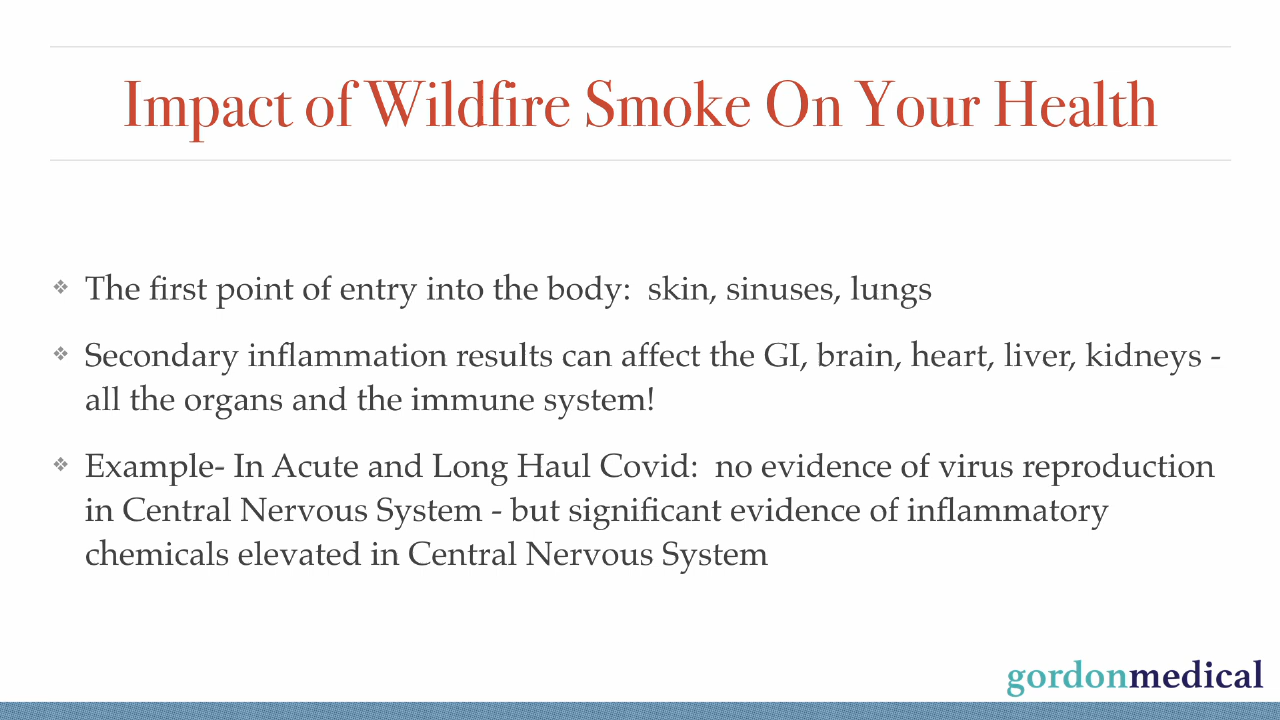 Impact of Wildfire Smoke On Your Health
❖ The first point of entry into the body:  skin, sinuses, lungs
❖ Secondary inflammation results can affect the GI, brain, heart, liver, kidneys -
all the organs and the immune system!
❖ Example- In Acute and Long Haul Covid:  no evidence of virus reproduction
in Central Nervous System - but significant evidence of inflammatory
chemicals elevated in Central Nervous System
gordonmedical